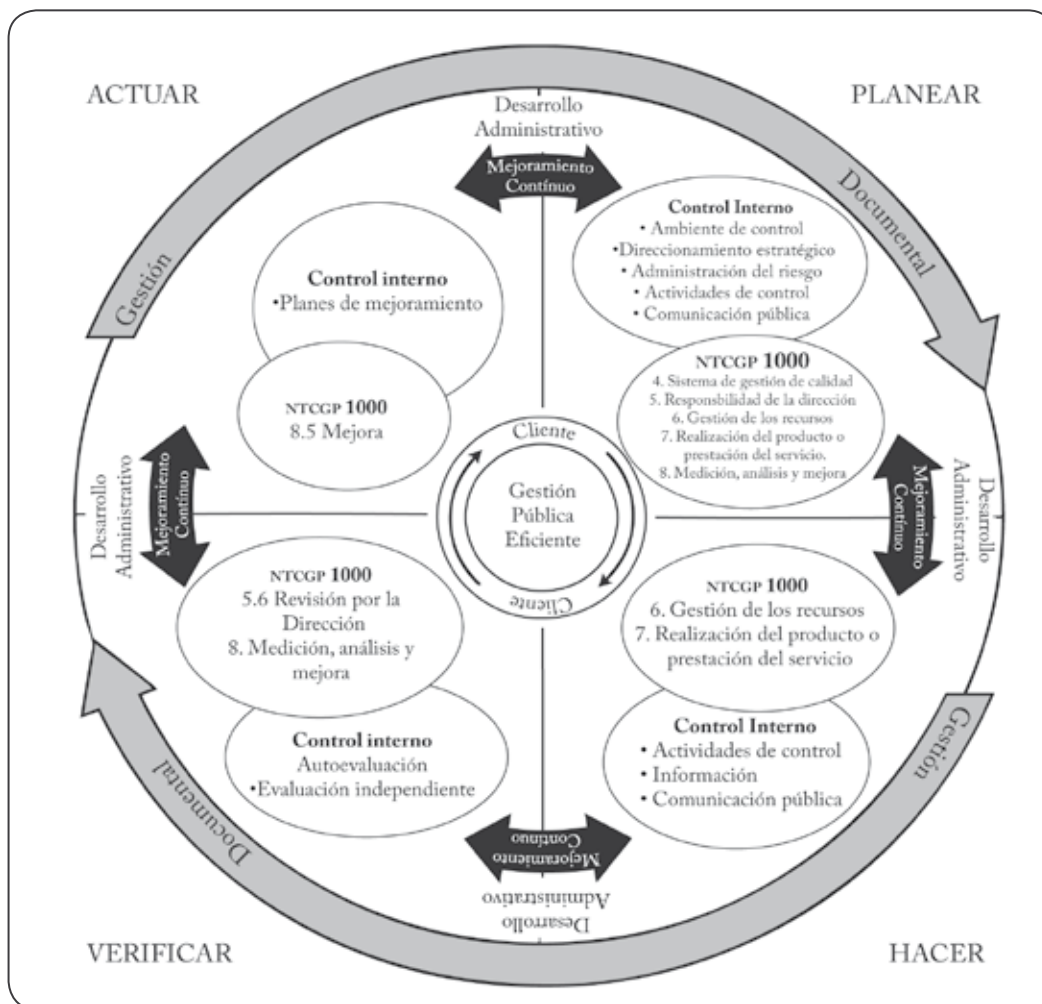 ACTUAR
PLANEAR
Gestión
Documental
Desarrollo
Administrativo
Mejoramiento
Contínuo
Control interno
•Planes de mejoramiento
NTCGP 1000
8.5 Mejora
Control Interno
• Ambiente de control
•Direccionamiento estratégico
• Administración del riesgo
• Actividades de control
• Comunicación pública
NTCGP 1000
4. Sistema de gestión de calidad
5. Responsbilidad de la dirección
6. Gestión de los recursos
7. Realización del producto o
prestación del servicio.
8. Medición, análisis y mejora
Desarrollo
Administrativo
Mejoramiento
Contínuo
Cliente
Gestión
Pública
Eficiente
Cliente
Mejoramiento
Contínuo
Desarrollo
Administrativo
NTCGP 1000
5.6 Revisión por la
Dirección
8. Medición, análisis y
mejora
Control interno
Autoevaluación
•Evaluación independiente
NTCGP 1000
6. Gestión de los recursos
7. Realización del producto o
prestación del servicio
Control Interno
• Actividades de control
• Información
• Comunicación pública
Mejoramiento
Contínuo
Desarrollo
Administrativo
Documental
Gestión
VERIFICAR
HACER